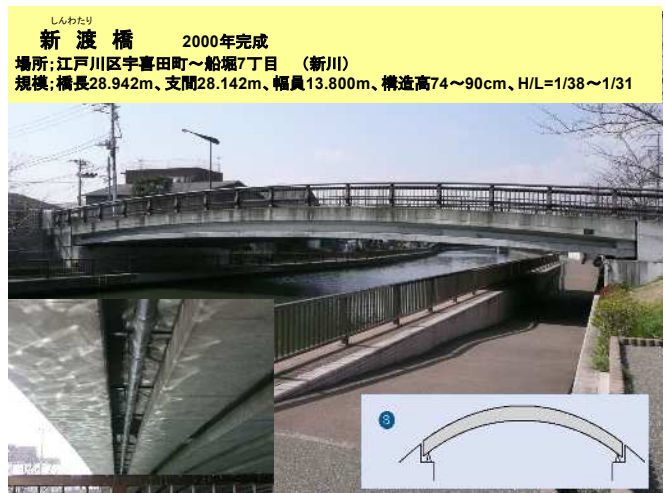 しんわたり
新 渡 橋 2000年完成
場所;江戸川区宇喜田町～船堀7丁目 (新川)
規模;橋長28.942m、支間28.142m、幅員13.800m、構造高74～90cm、H/L=1/38～1/31
8